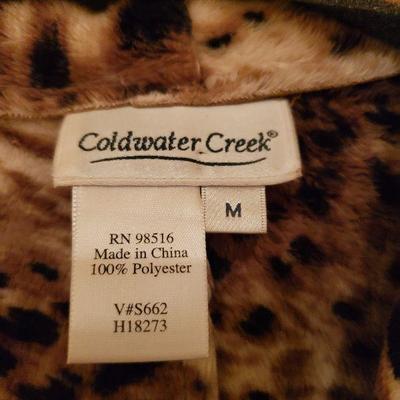 Coldwater Creek®
M
RN 98516
Made in China
100% Polyester
V#S662
H18273